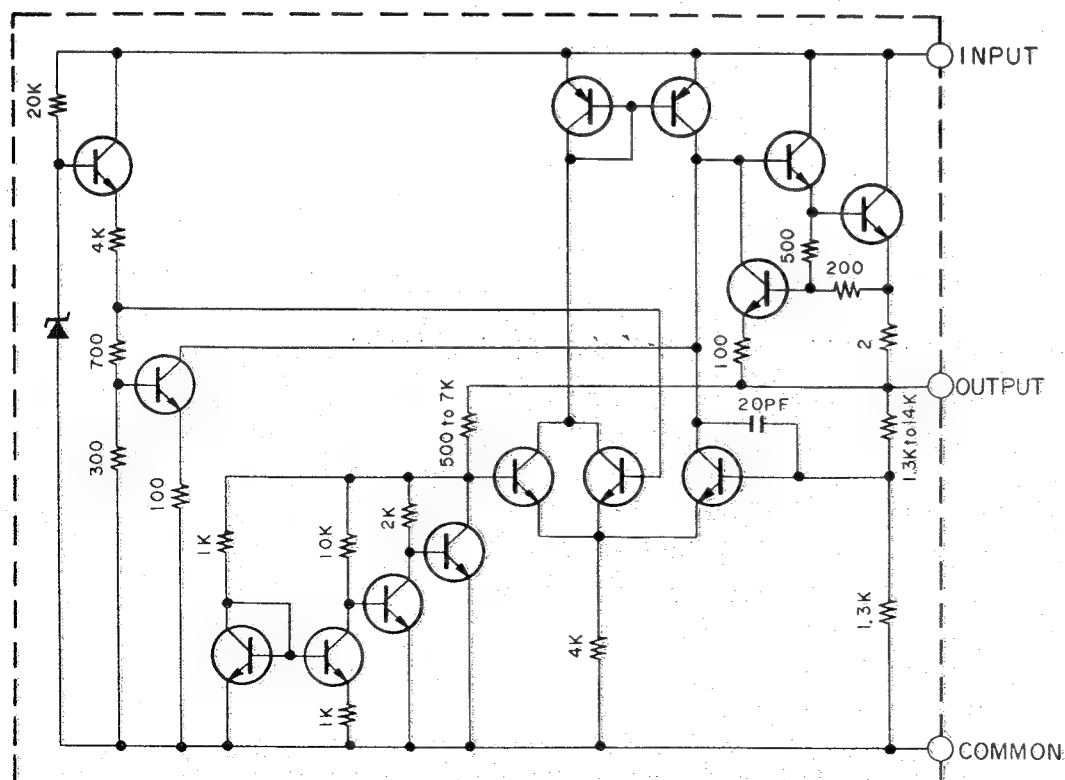 INPUT
20K
4K
500
200
2
100
700
OUTPUT
20PF
500 to 7K
1.3K to 14K
300
100
1K
10K
2K
4K
1.3K
1K
COMMON